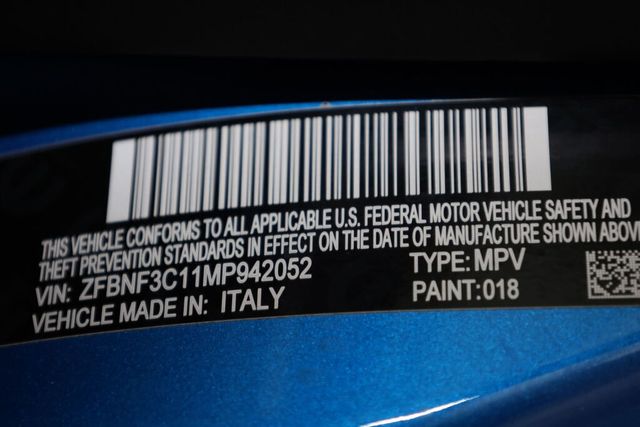 THIS VEHICLE CONFORMS TO ALL APPLICABLE U.S. FEDERAL MOTOR VEHICLE SAFETY AND
THEFT PREVENTION STANDARDS IN EFFECT ON THE DATE OF MANUFACTURE SHOWN ABOVE
VIN: ZFBNF3C11MP942052 TYPE: MPV
VEHICLE MADE IN: ITALY PAINT: 018